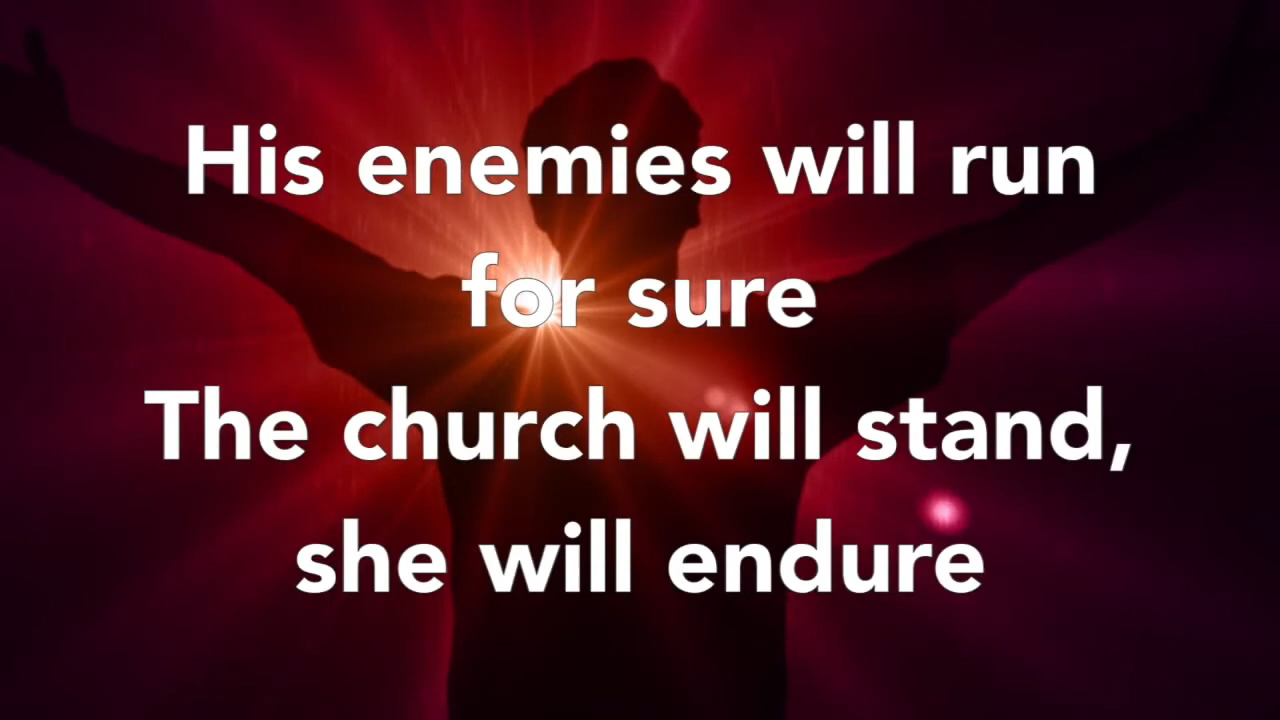 His enemies will run
for sure
The church will stand,
she will endure